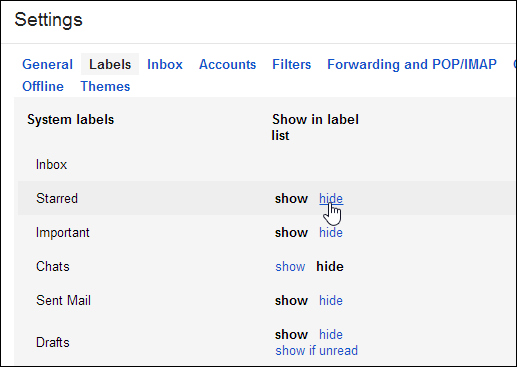 Settings
General Labels Inbox Accounts Filters Forwarding and POP/IMAP
Offline Themes
System labels Show in label
list
Inbox
Starred show hide
Important show hide
Chats show hide
Sent Mail show hide
Drafts show hide
show if unread